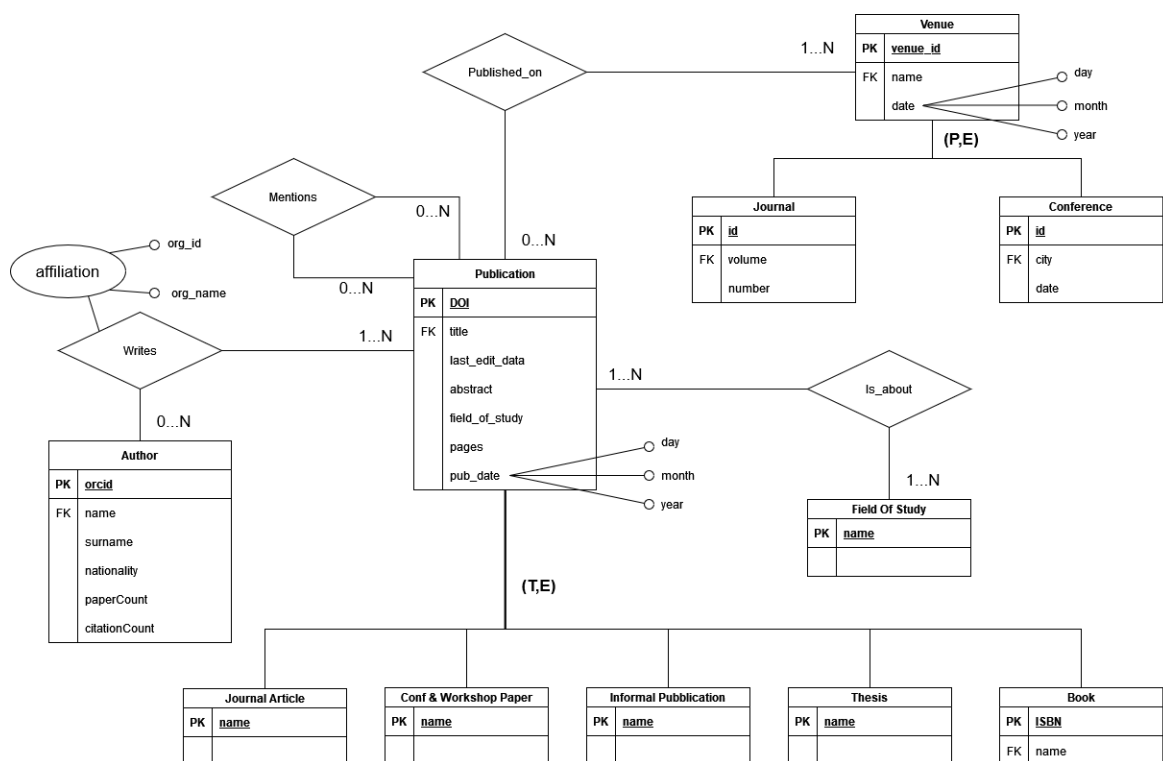 Venue
PK venue_id
FK name
date
day
month
year
1...N
Published_on
(P,E)
Mentions
0...N
0...N
0...N
Journal
PK id
FK volume
number
Conference
PK id
FK city
date
affiliation
org_id
org_name
Writes
1...N
0...N
Publication
PK DOI
FK title
last_edit_data
abstract
field_of_study
pages
pub_date
day
month
year
1...N
Is_about
1...N
Field Of Study
PK name
Author
PK orcid
FK name
surname
nationality
paperCount
citationCount
(T,E)
Journal Article
PK name
Conf & Workshop Paper
PK name
Informal Pubblication
PK name
Thesis
PK name
Book
PK ISBN
FK name